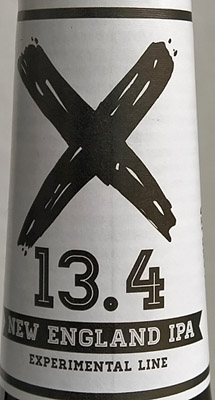 X
13.4
NEW ENGLAND IPA
EXPERIMENTAL LINE